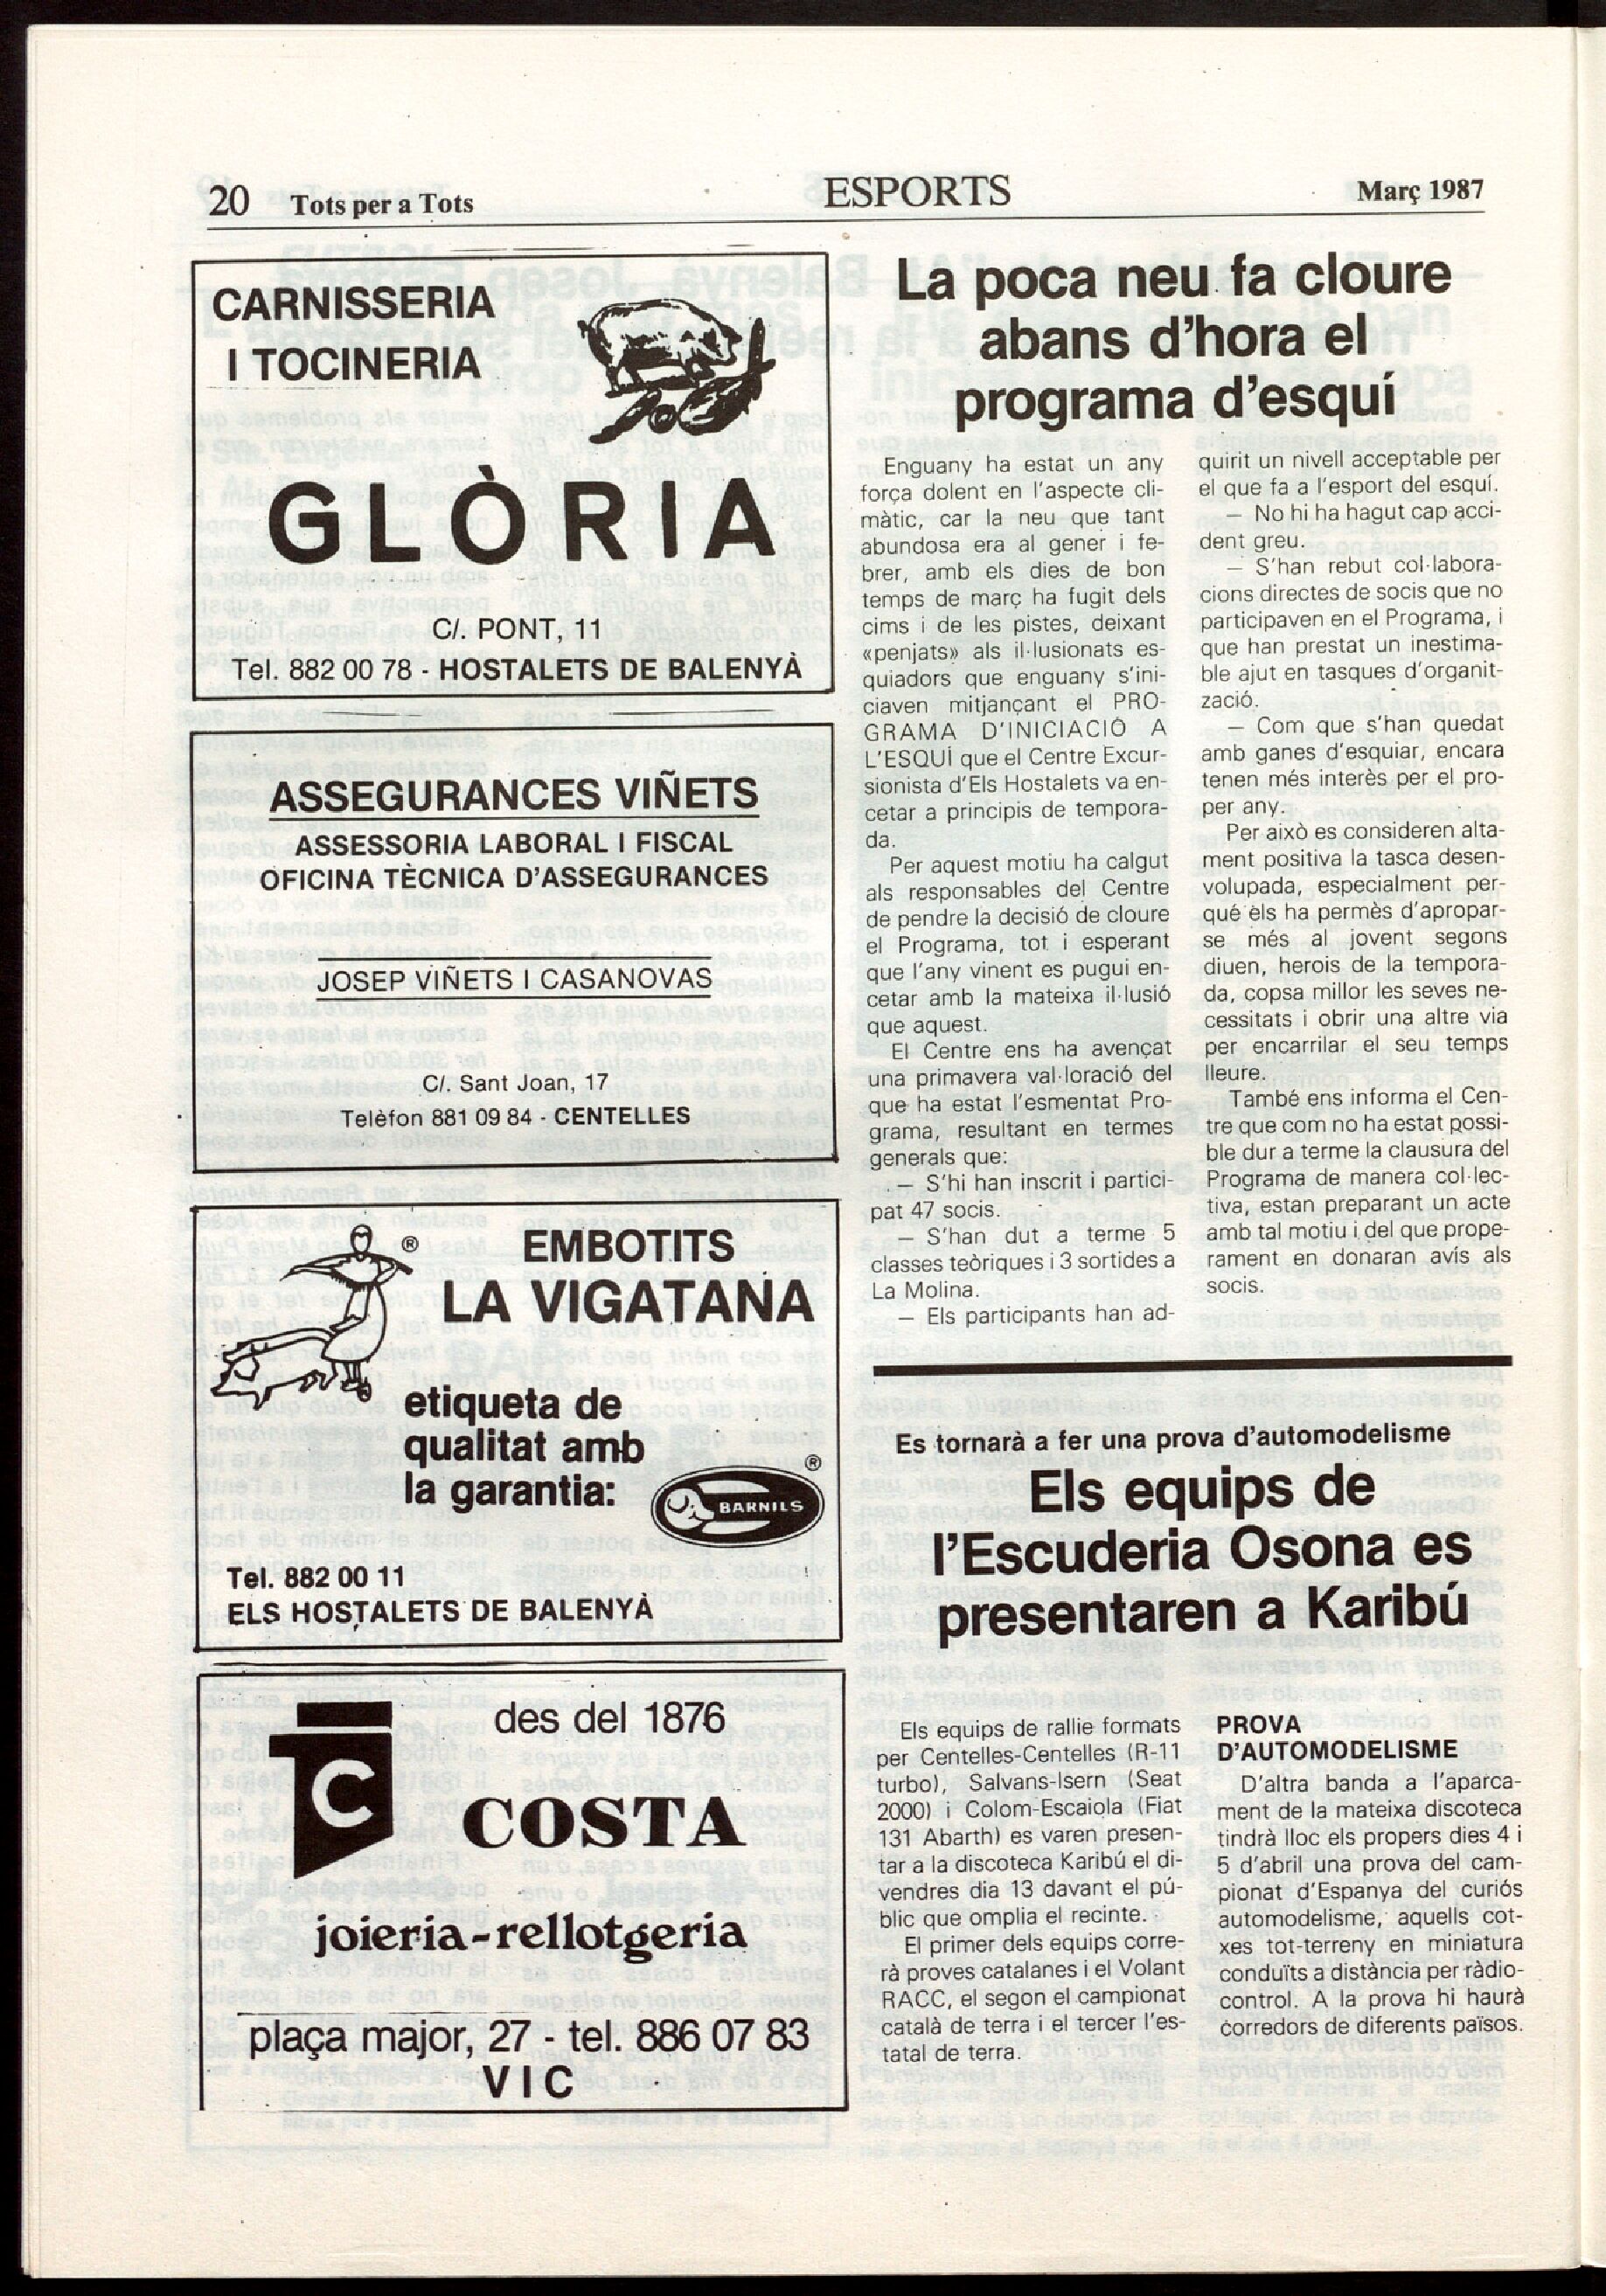 20 Tots per a Tots
ESPORTS
Març 1987
CARNISSERIA
I TOCINERIA
GLÒRIA
C/. PONT, 11
Tel. 882 00 78 - HOSTALETS DE BALENYÀ
ASSEGURANCES VIÑETS
ASSESSORIA LABORAL I FISCAL
OFICINA TÈCNICA D'ASSEGURANCES
JOSEP VIÑETS I CASANOVAS
C/. Sant Joan, 17
Telèfon 881 09 84 - CENTELLES
®
EMBOTITS
LA VIGATANA
etiqueta de
qualitat amb
la garantia:
®
BARNILS
Tel. 882 00 11
ELS HOSTALETS DE BALENYÀ
C
des del 1876
COSTA
joieria-rellotgeria
plaça major, 27 - tel. 886 07 83
VIC
La poca neu fa cloure
abans d'hora el
programa d'esquí
Enguany ha estat un any
força dolent en l'aspecte cli-
màtic, car la neu que tant
abundosa era al gener i fe-
brer, amb els dies de bon
temps de març ha fugit dels
cims i de les pistes, deixant
«penjats» als il·lusionats es-
quiadors que enguany s'ini-
ciaven mitjançant el PRO-
GRAMA D'INICIACIÓ A
L'ESQUÍ que el Centre Excur-
sionista d'Els Hostalets va en-
cetar a principis de tempora-
da.
Per aquest motiu ha calgut
als responsables del Centre
de pendre la decisió de cloure
el Programa, tot i esperant
que l'any vinent es pugui en-
cetar amb la mateixa il·lusió
que aquest.
El Centre ens ha avençat
una primavera val·loració del
que ha estat l'esmentat Pro-
grama, resultant en termes
generals que:
— S'hi han inscrit i partici-
pat 47 socis.
— S'han dut a terme 5
classes teòriques i 3 sortides a
La Molina.
— Els participants han ad-
quirit un nivell acceptable per
el que fa a l'esport del esquí.
— No hi ha hagut cap acci-
dent greu.
— S'han rebut col·labora-
cions directes de socis que no
participaven en el Programa, i
que han prestat un inestima-
ble ajut en tasques d'organit-
zació.
— Com que s'han quedat
amb ganes d'esquiar, encara
tenen més interès per el pro-
per any.
Per això es consideren alta-
ment positiva la tasca desen-
volupada, especialment per-
què els ha permès d'apropar-
se més al jovent segons
diuen, herois de la tempora-
da, copsa millor les seves ne-
cessitats i obrir una altre via
per encarrilar el seu temps
lleure.
També ens informa el Cen-
tre que com no ha estat possi-
ble dur a terme la clausura del
Programa de manera col·lec-
tiva, estan preparant un acte
amb tal motiu i del que prope-
rament en donaran avís als
socis.
Es tornarà a fer una prova d'automodelisme
Els equips de
l'Escuderia Osona es
presentaren a Karibú
Els equips de rallie formats
per Centelles-Centelles (R-11
turbo), Salvans-Isern (Seat
2000) i Colom-Escaiola (Fiat
131 Abarth) es varen presen-
tar a la discoteca Karibú el di-
vendres dia 13 davant el pú-
blic que omplia el recinte.
El primer dels equips corre-
rà proves catalanes i el Volant
RACC, el segon el campionat
català de terra i el tercer l'es-
tatal de terra.
PROVA
D'AUTOMODELISME
D'altra banda a l'aparca-
ment de la mateixa discoteca
tindrà lloc els propers dies 4 i
5 d'abril una prova del cam-
pionat d'Espanya del curiós
automodelisme, aquells cot-
xes tot-terreny en miniatura
conduïts a distància per ràdio-
control. A la prova hi haurà
corredors de diferents països.